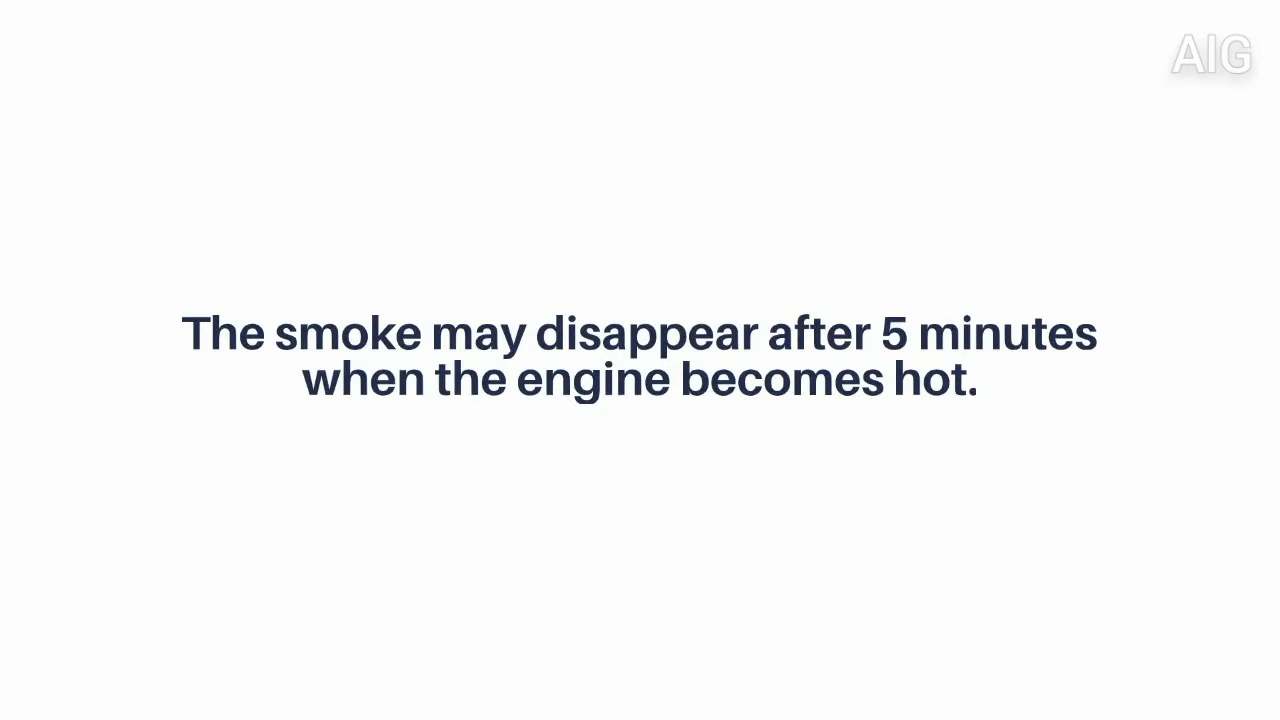 AIG
The smoke may disappear after 5 minutes
when the engine becomes hot.